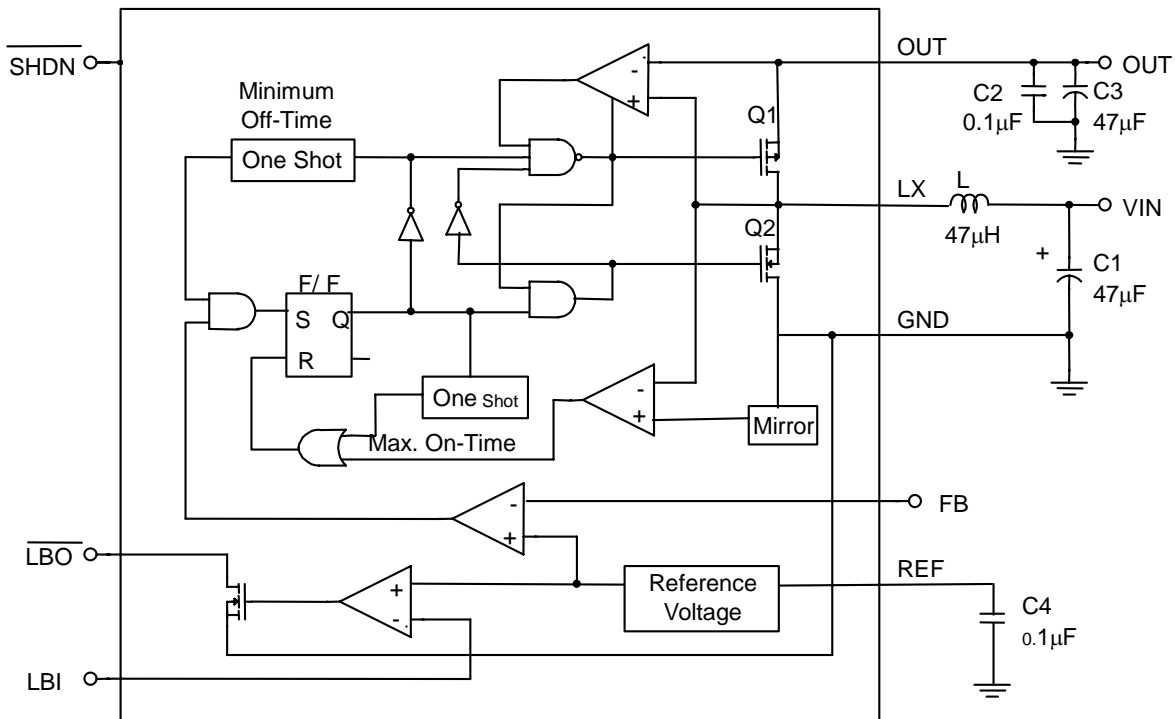 OUT
SHDN
OUT
Minimum
Off-Time
C2
0.1µF
C3
47µF
Q1
One Shot
LX
L
VIN
47µH
Q2
+
C1
47µF
F/ F
S
Q
R
GND
-
+
One Shot
-
+
Mirror
Max. On-Time
-
+
FB
LBO
REF
Reference
Voltage
+
-
C4
0.1µF
LBI
-
+